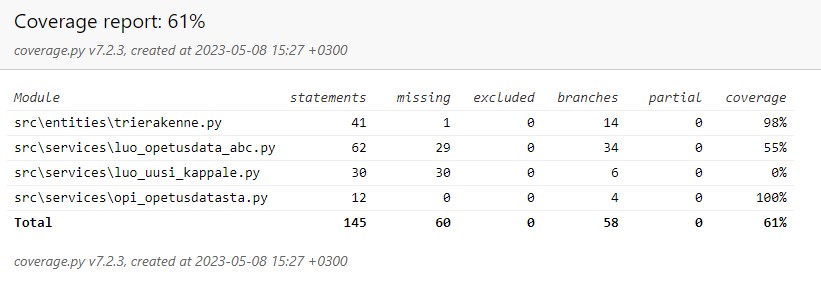 Coverage report: 61%
coverage.py v7.2.3, created at 2023-05-08 15:27 +0300
Module statements missing excluded branches partial coverage
src\entities\trierakenne.py 41 1 0 14 0 98%
src\services\luo_opetusdata_abc.py 62 29 0 34 0 55%
src\services\luo_uusi_kappale.py 30 30 0 6 0 0%
src\services\opi_opetusdatasta.py 12 0 0 4 0 100%
Total 145 60 0 58 0 61%
coverage.py v7.2.3, created at 2023-05-08 15:27 +0300